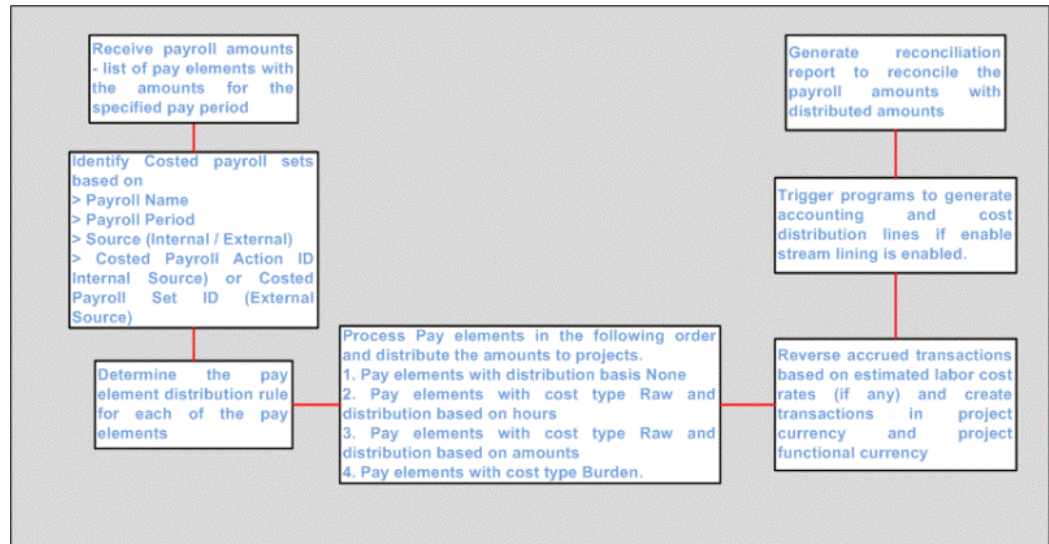 Receive payroll amounts
- list of pay elements with
the amounts for the
specified pay period
Identify Costed payroll sets
based on
> Payroll Name
> Payroll Period
> Source (Internal / External)
> Costed Payroll Action ID
Internal Source) or Costed
Payroll Set ID (External
Source)
Determine the pay
element distribution rule
for each of the pay
elements
Process Pay elements in the following order
and distribute the amounts to projects.
1. Pay elements with distribution basis None
2. Pay elements with cost type Raw and
distribution based on hours
3. Pay elements with cost type Raw and
distribution based on amounts
4. Pay elements with cost type Burden.
Reverse accrued transactions
based on estimated labor cost
rates (if any) and create
transactions in project
currency and project
functional currency
Trigger programs to generate
accounting and cost
distribution lines if enable
stream lining is enabled.
Generate reconciliation
report to reconcile the
payroll amounts with
distributed amounts